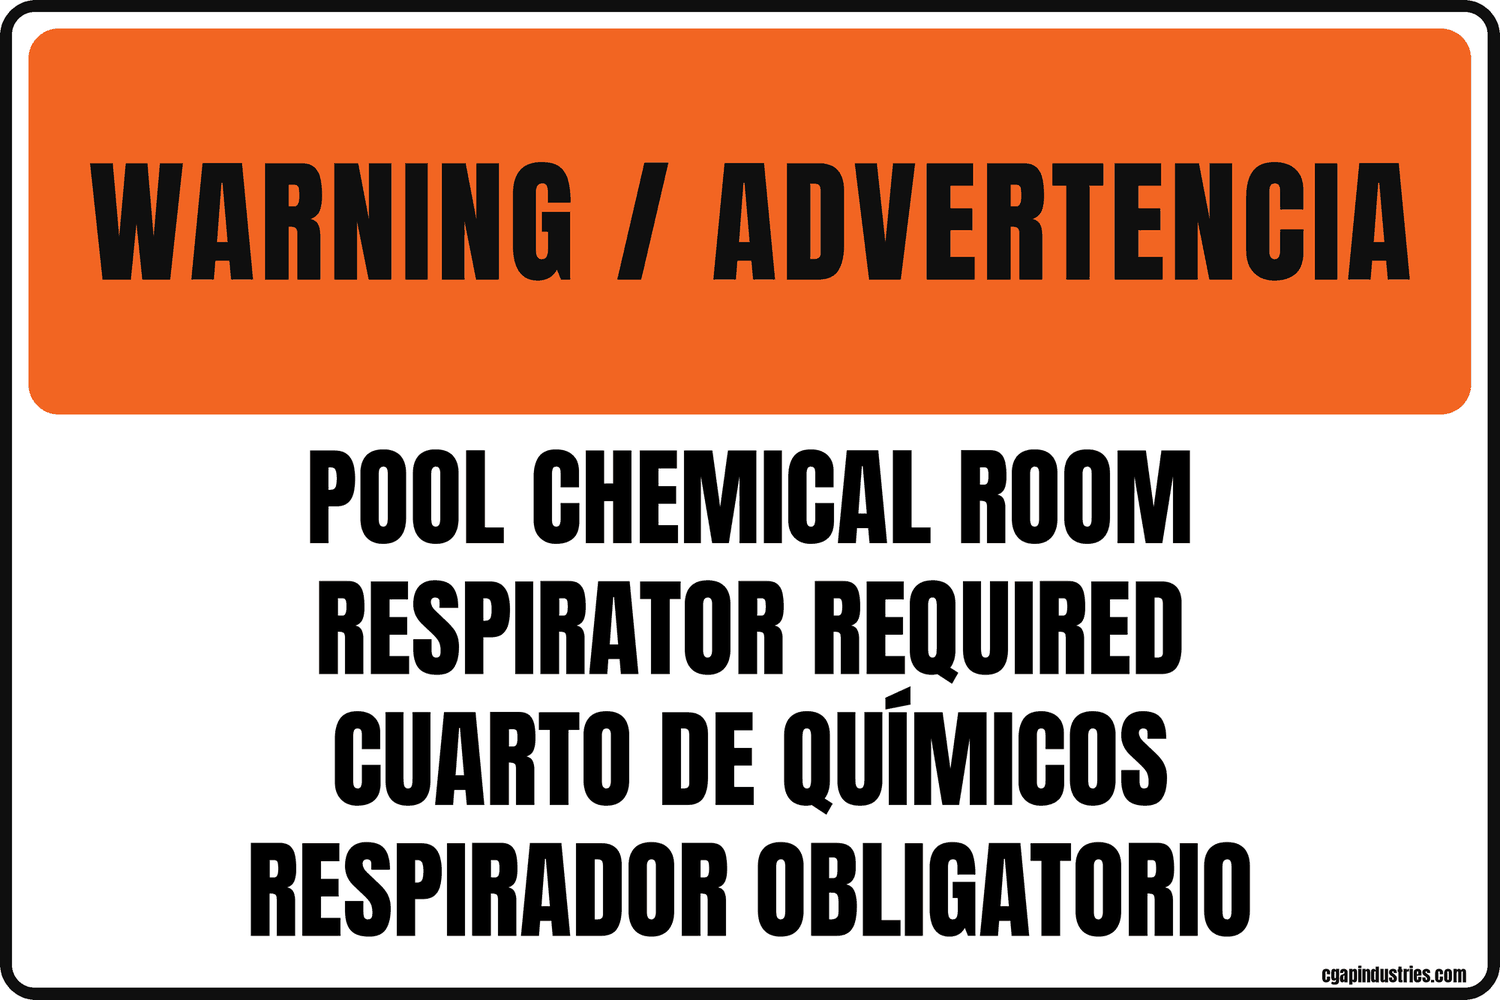 WARNING / ADVERTENCIA
POOL CHEMICAL ROOM
RESPIRATOR REQUIRED
CUARTO DE QUÍMICOS
RESPIRADOR OBLIGATORIO
cgapindustries.com